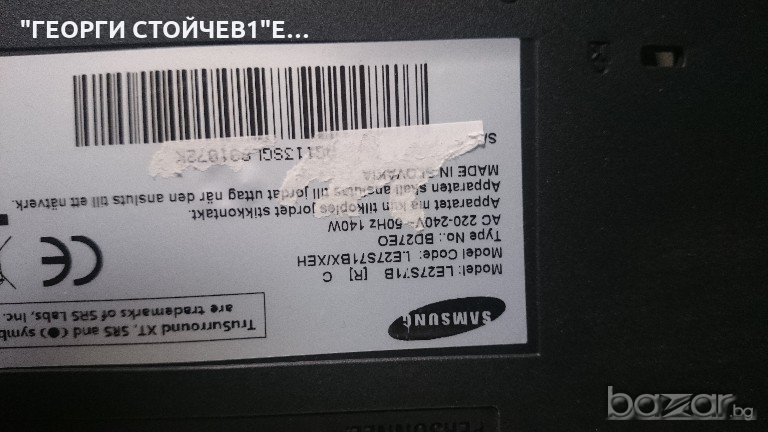 "ГЕОРГИ СТОЙЧЕВ1"Е...
SAMSUNG
TruSurround XT, SRS and (●) symb
are trademarks of SRS Labs, Inc.
Model: LE27S71B [R] C
Model Code: LE27S71BX/XEH
Type No.: BD27EO
AC 220-240V~ 50Hz 140W
Apparatet må kun tilkoples jordet stikkontakt.
Apparaten skall anslutas till jordat uttag när den ansluts till ett nätverk.
MADE IN SLOVAKIA
CE
bazar.bg